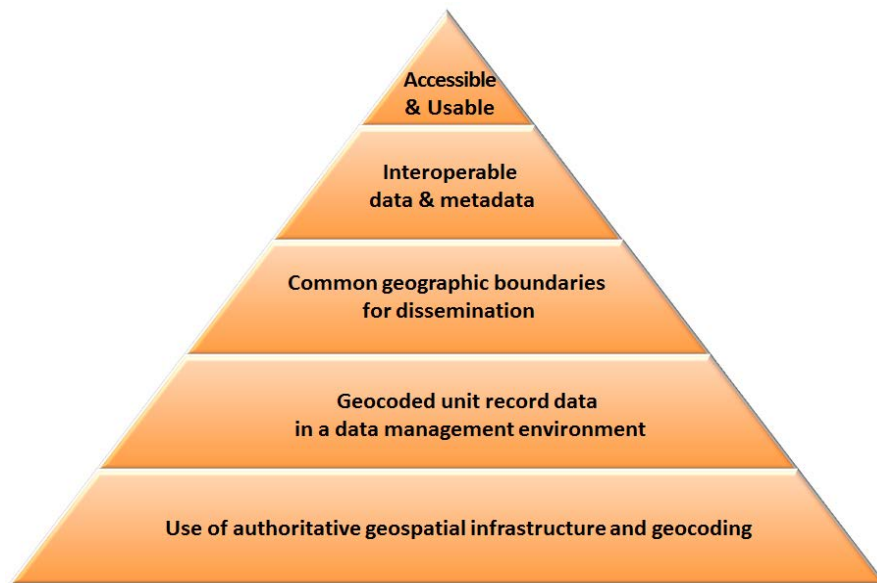 Accessible
& Usable
Interoperable
data & metadata
Common geographic boundaries
for dissemination
Geocoded unit record data
in a data management environment
Use of authoritative geospatial infrastructure and geocoding